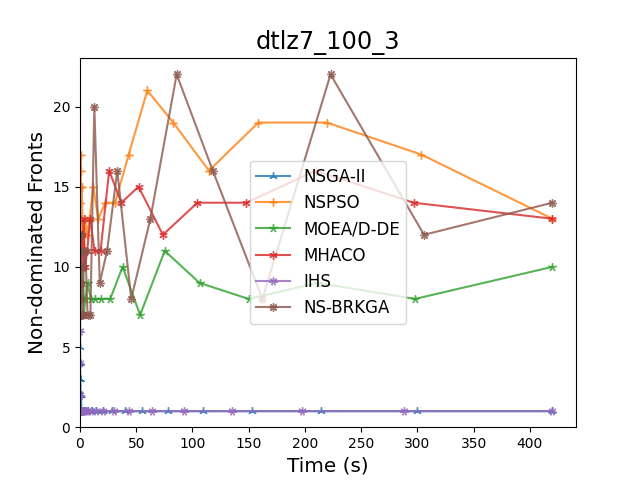 dtlz7_100_3
Non-dominated Fronts
20
15
10
5
0
NSGA-II
NSPSO
MOEA/D-DE
MHACO
IHS
NS-BRKGA
0 50 100 150 200 250 300 350 400
Time (s)